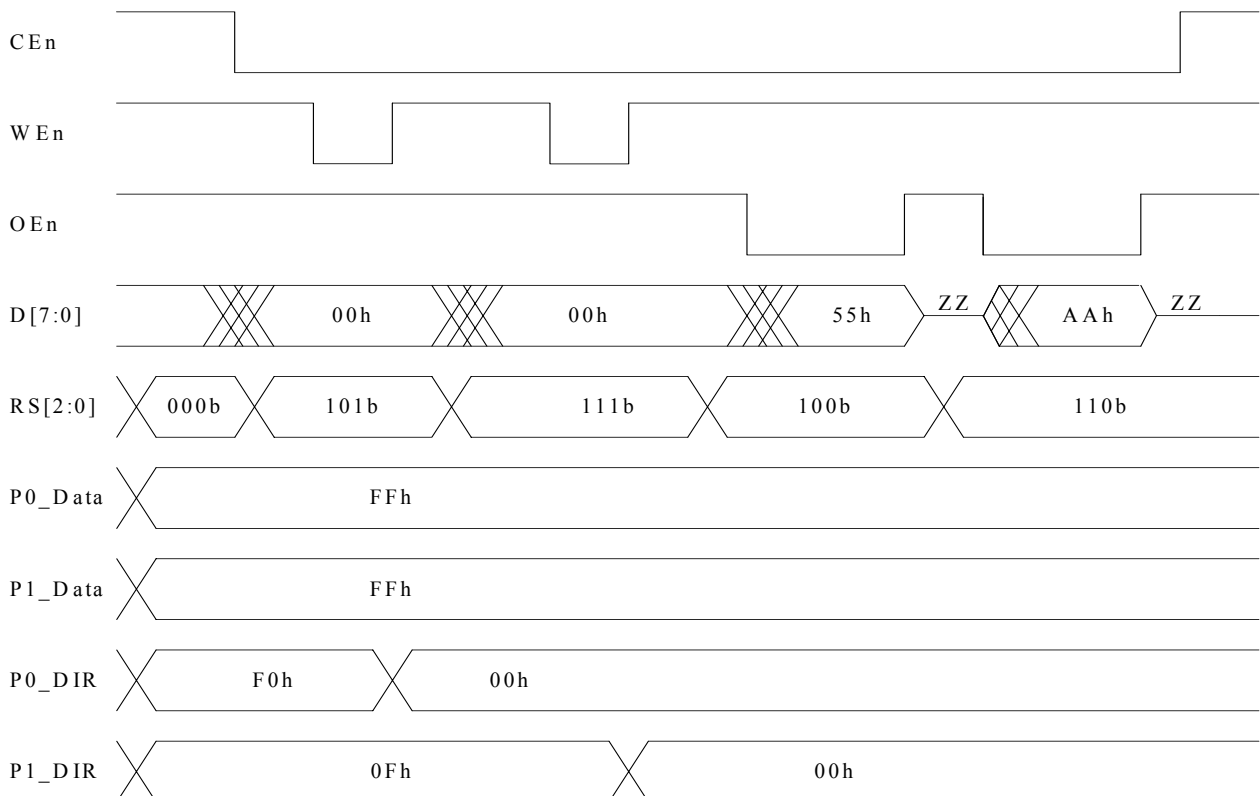 CEn
WEn
OEn
D[7:0] 00h 00h 55h ZZ AAh ZZ
RS[2:0] 000b 101b 111b 100b 110b
P0_Data FFh
P1_Data FFh
P0_DIR F0h 00h
P1_DIR 0Fh 00h